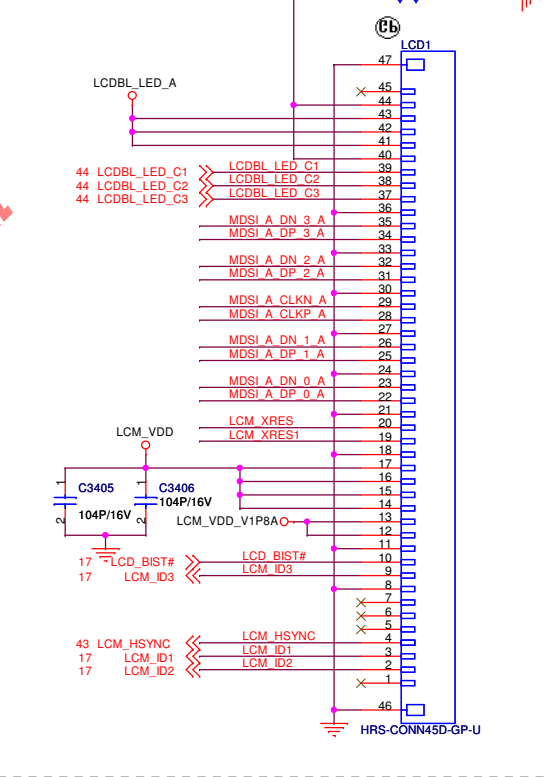 Cb
LCD1
47
LCDBL_LED_A
45
44
43
42
41
40
44 LCDBL_LED_C1 LCDBL_LED_C1 39
44 LCDBL_LED_C2 LCDBL_LED_C2 38
44 LCDBL_LED_C3 LCDBL_LED_C3 37
36
MDSI_A_DN_3_A 35
MDSI_A_DP_3_A 34
33
MDSI_A_DN_2_A 32
MDSI_A_DP_2_A 31
30
MDSI_A_CLKN_A 29
MDSI_A_CLKP_A 28
27
MDSI_A_DN_1_A 26
MDSI_A_DP_1_A 25
24
MDSI_A_DN_0_A 23
MDSI_A_DP_0_A 22
21
LCM_XRES 20
LCM_XRES1 19
LCM_VDD
18
17
16
15
14
1 C3405
2 104P/16V
1 C3406
2 104P/16V
LCM_VDD_V1P8A 13
12
11
17 LCD_BIST# LCD_BIST# 10
17 LCM_ID3 LCM_ID3 9
8
7
6
5
43 LCM_HSYNC LCM_HSYNC 4
17 LCM_ID1 LCM_ID1 3
17 LCM_ID2 LCM_ID2 2
1
46
HRS-CONN45D-GP-U